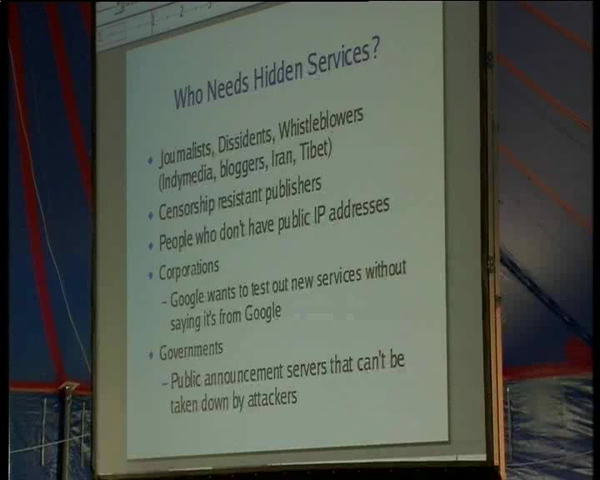 Who Needs Hidden Services?
• Journalists, Dissidents, Whistleblowers
(Indymedia, bloggers, Iran, Tibet)
• Censorship resistant publishers
• People who don't have public IP addresses
• Corporations
– Google wants to test out new services without
saying it's from Google
• Governments
– Public announcement servers that can't be
taken down by attackers